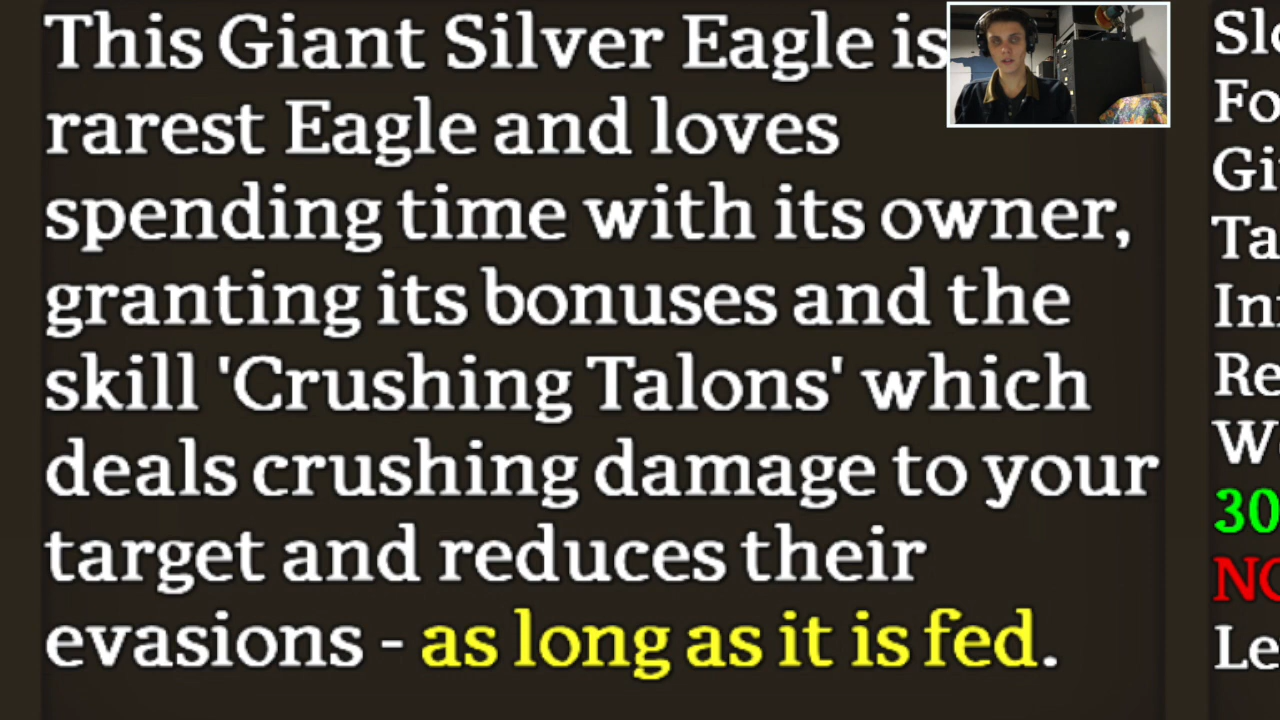 This Giant Silver Eagle is
rarest Eagle and loves
spending time with its owner,
granting its bonuses and the
skill 'Crushing Talons' which
deals crushing damage to your
target and reduces their
evasions - as long as it is fed.
30